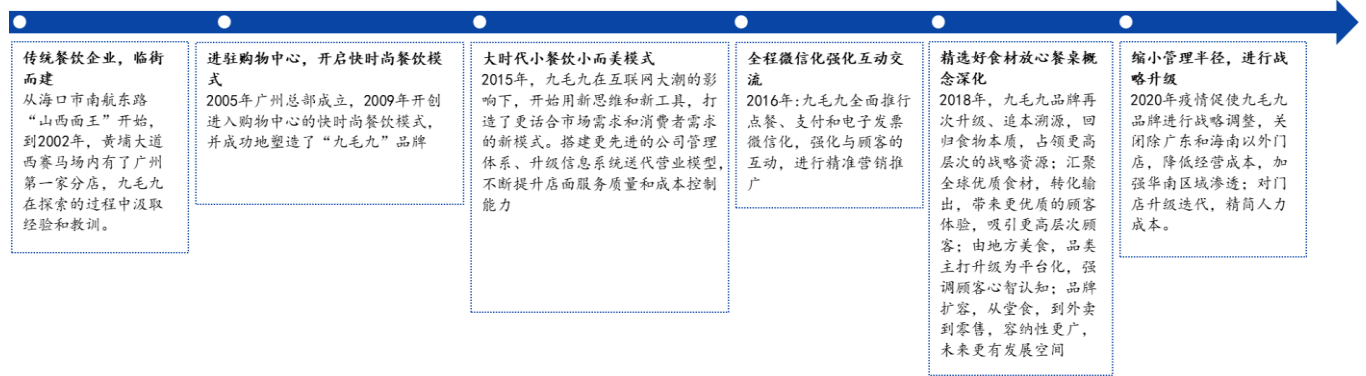 传统餐饮企业，临街
而建
从海口市南航东路
“山西面王”开始，
到2002年，黄埔大道
西赛马场内有了广州
第一家分店，九毛九
在探索的过程中汲取
经验和教训。
进驻购物中心，开启快时尚餐饮模
式
2005年广州总部成立，2009年开创
进入购物中心的快时尚餐饮模式，
并成功地塑造了“九毛九”品牌
大时代小餐饮小而美模式
2015年，九毛九在互联网大潮的影
响下，开始用新思维和新工具，打
造了更话合市场需求和消费者需求
的新模式。搭建更先进的公司管理
体系、升级信息系统送代营业模型，
不断提升店面服务质量和成本控制
能力
全程微信化强化互动交
流
2016年:九毛九全面推行
点餐、支付和电子发票
微信化，强化与顾客的
互动，进行精准营销推
广
精选好食材放心餐桌概
念深化
2018年，九毛九品牌再
次升级、追本溯源，回
归食物本质，占领更高
层次的战略资源；汇聚
全球优质食材，转化输
出，带来更优质的顾客
体验，吸引更高层次顾
客；由地方美食，品类
主打升级为平台化，强
调顾客心智认知；品牌
扩容，从堂食，到外卖
到零售，容纳性更广，
未来更有发展空间
缩小管理半径，进行战
略升级
2020年疫情促使九毛九
品牌进行战略调整，关
闭除广东和海南以外门
店，降低经营成本，加
强华南区域渗透；对门
店升级迭代，精简人力
成本。